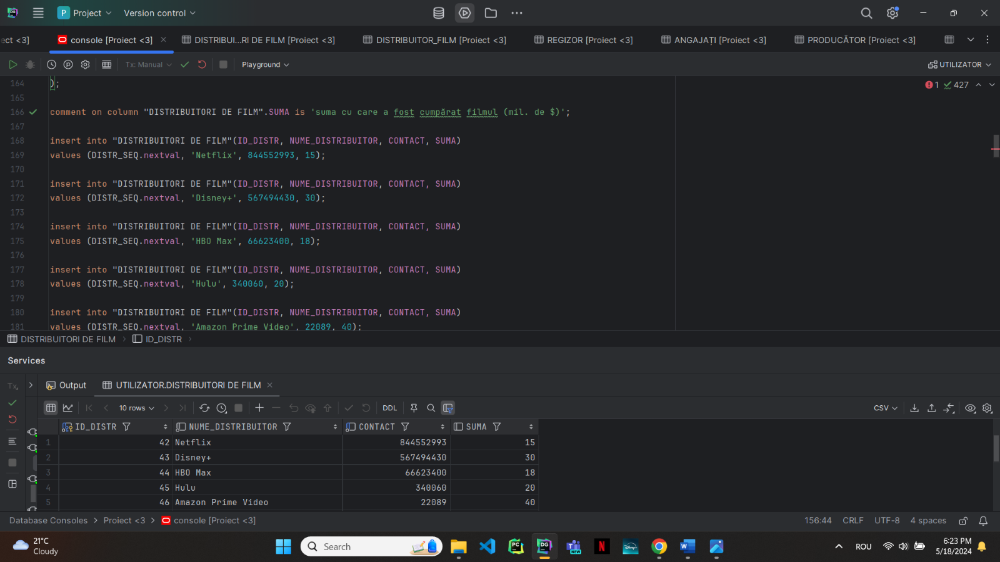 DG
P Project
Version control
ect <3]
console [Proiect <3]
DISTRIBUI...RI DE FILM [Proiect <3]
DISTRIBUITOR_FILM [Proiect <3]
REGIZOR [Proiect <3]
ANGAJAȚI [Proiect <3]
PRODUCĂTOR [Proiect <3]
Tx: Manual
Playground
UTILIZATOR
1 427
164 );
165
166 comment on column "DISTRIBUITORI DE FILM".SUMA is 'suma cu care a fost cumpărat filmul (mil. de $)';
167
168 insert into "DISTRIBUITORI DE FILM"(ID_DISTR, NUME_DISTRIBUITOR, CONTACT, SUMA)
169 values (DISTR_SEQ.nextval, 'Netflix', 844552993, 15);
170
171 insert into "DISTRIBUITORI DE FILM"(ID_DISTR, NUME_DISTRIBUITOR, CONTACT, SUMA)
172 values (DISTR_SEQ.nextval, 'Disney+', 567494430, 30);
173
174 insert into "DISTRIBUITORI DE FILM"(ID_DISTR, NUME_DISTRIBUITOR, CONTACT, SUMA)
175 values (DISTR_SEQ.nextval, 'HBO Max', 66623400, 18);
176
177 insert into "DISTRIBUITORI DE FILM"(ID_DISTR, NUME_DISTRIBUITOR, CONTACT, SUMA)
178 values (DISTR_SEQ.nextval, 'Hulu', 340060, 20);
179
180 insert into "DISTRIBUITORI DE FILM"(ID_DISTR, NUME_DISTRIBUITOR, CONTACT, SUMA)
181 values (DISTR_SEQ.nextval, 'Amazon Prime Video', 22089, 40);
DISTRIBUITORI DE FILM > ID_DISTR >
Services
Tx
Output
UTILIZATOR.DISTRIBUITORI DE FILM
10 rows
DDL
CSV
ID_DISTR NUME_DISTRIBUITOR CONTACT SUMA
1 42 Netflix 844552993 15
2 43 Disney+ 567494430 30
3 44 HBO Max 66623400 18
4 45 Hulu 340060 20
5 46 Amazon Prime Video 22089 40
Database Consoles > Proiect <3 > console [Proiect <3]
156:44 CRLF UTF-8 4 spaces
21°C
Cloudy
Search
PC
DG
NEW
N
Disney+
W
ROU
6:23 PM
5/18/2024